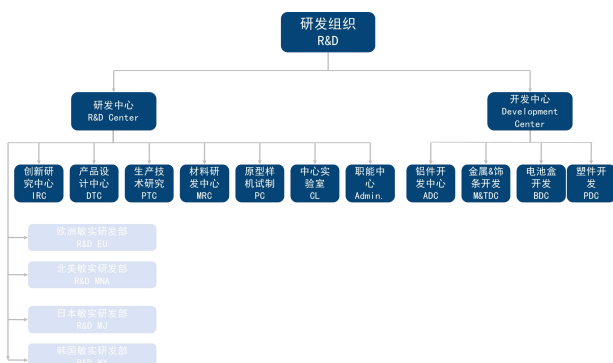 研发组织
R&D
研发中心
R&D Center
开发中心
Development
Center
创新研
究中心
IRC
产品设
计中心
DTC
生产技
术研究
PTC
材料研
发中心
MRC
原型样
机试制
PC
中心实
验室
CL
职能中
心
Admin.
铝件开
发中心
ADC
金属&饰
条开发
M&TDC
电池盒
开发
BDC
塑件开
发
PDC
欧洲敏实研发部
R&D EU
北美敏实研发部
R&D MNA
日本敏实研发部
R&D MJ
韩国敏实研发部